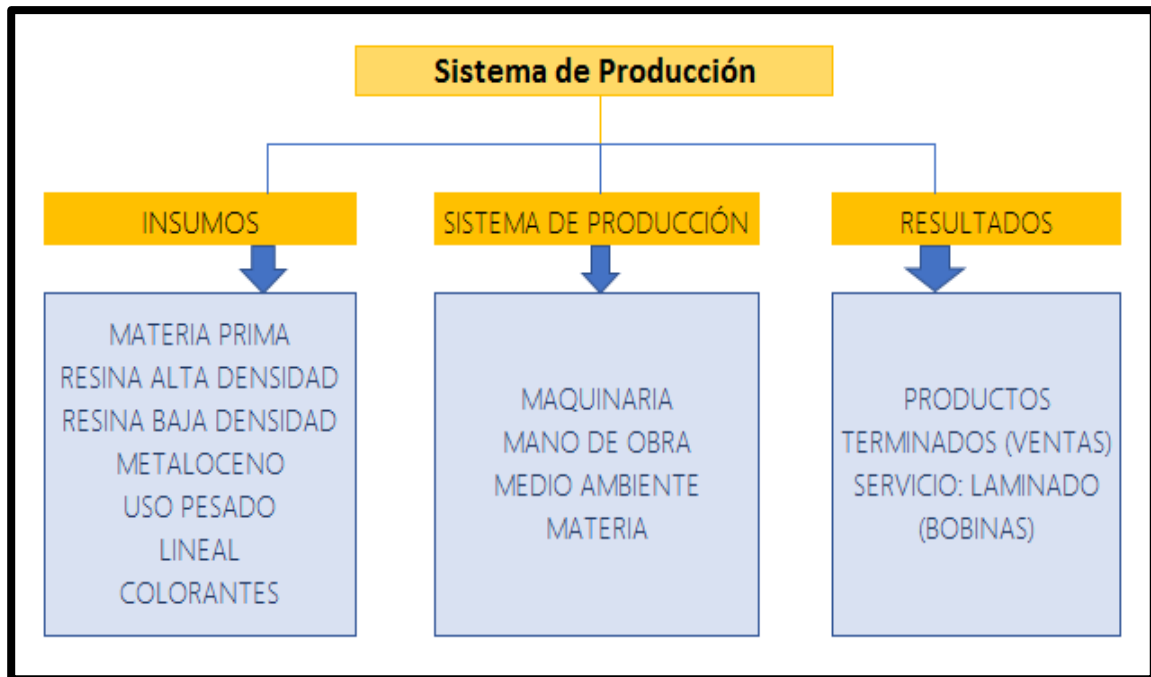 Sistema de Producción
INSUMOS
MATERIA PRIMA
RESINA ALTA DENSIDAD
RESINA BAJA DENSIDAD
METALOCENO
USO PESADO
LINEAL
COLORANTES
SISTEMA DE PRODUCCIÓN
MAQUINARIA
MANO DE OBRA
MEDIO AMBIENTE
MATERIA
RESULTADOS
PRODUCTOS
TERMINADOS (VENTAS)
SERVICIO: LAMINADO
(BOBINAS)